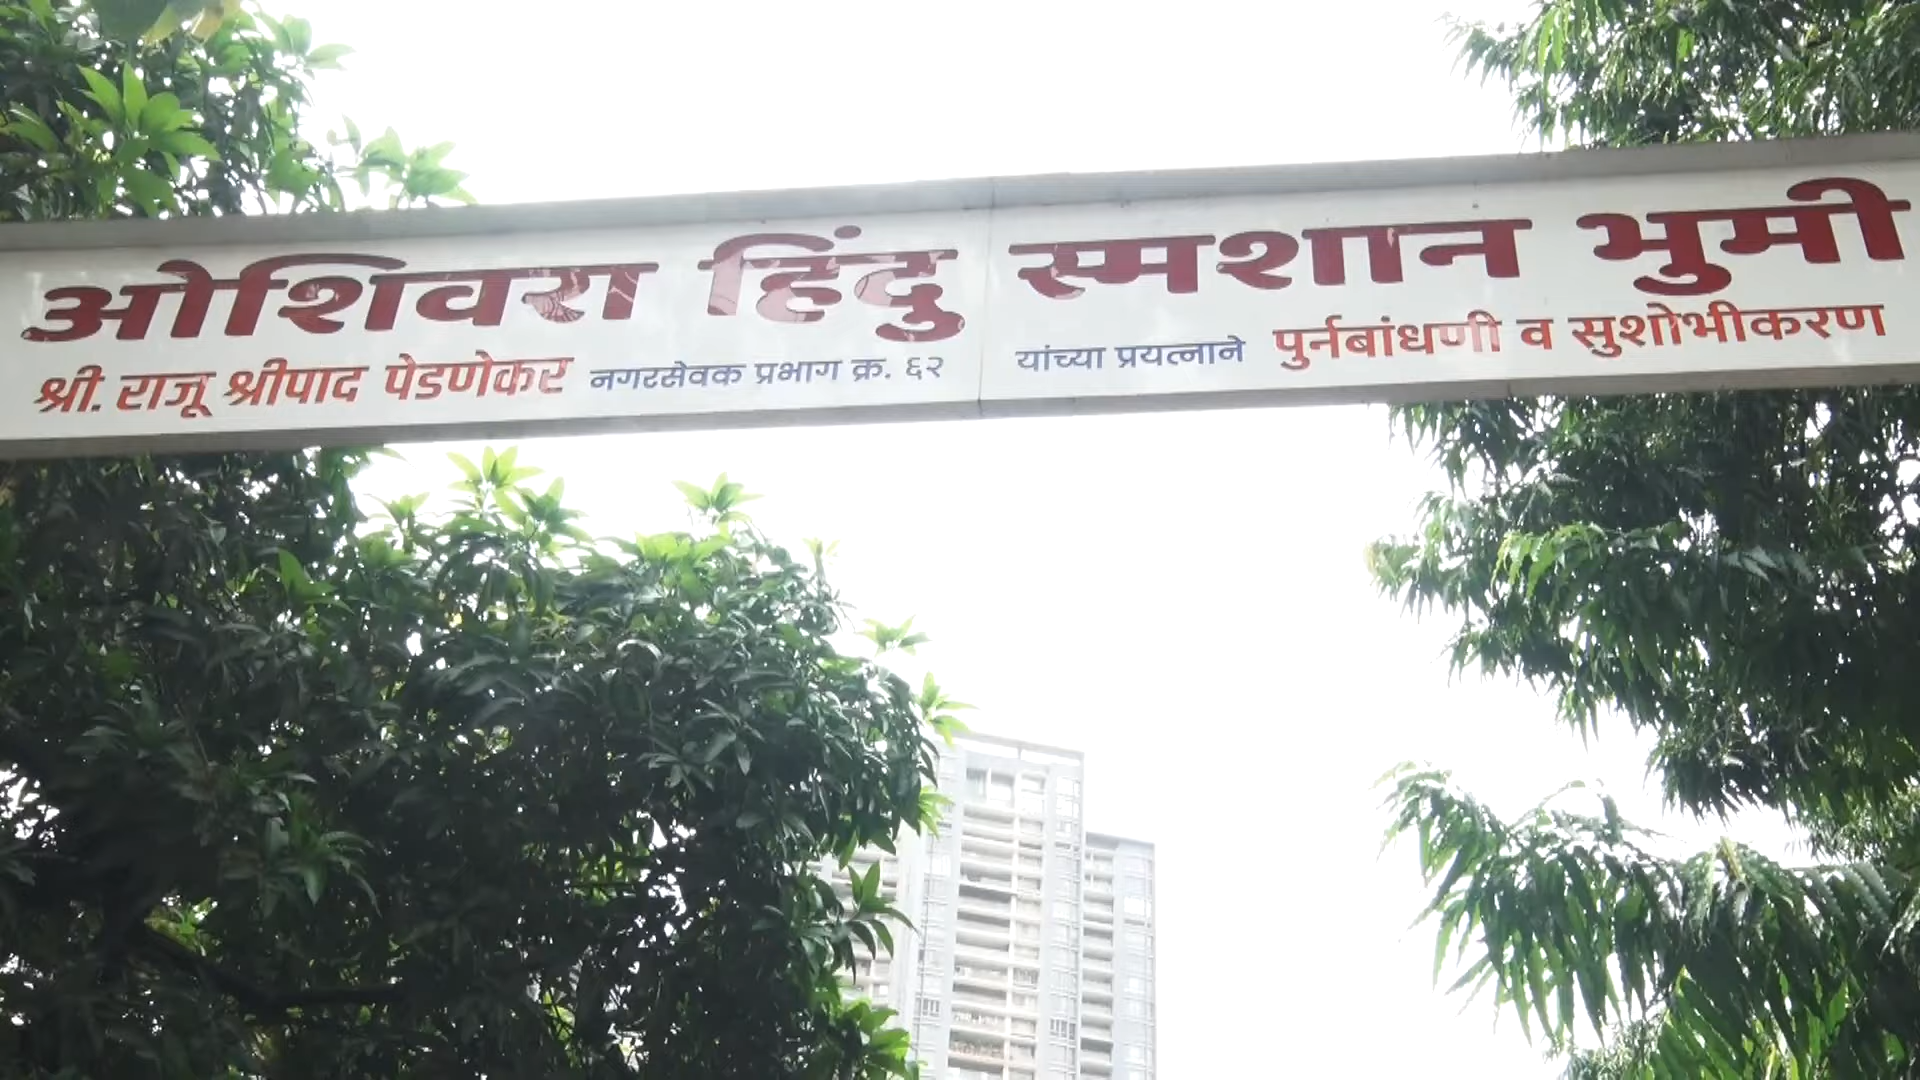 ओशिवरा हिंदु स्मशान भुमी
श्री. राजू श्रीपाद पेडणेकर नगरसेवक प्रभाग क्र. ६२ यांच्या प्रयत्नाने पुर्नबांधणी व सुशोभीकरण